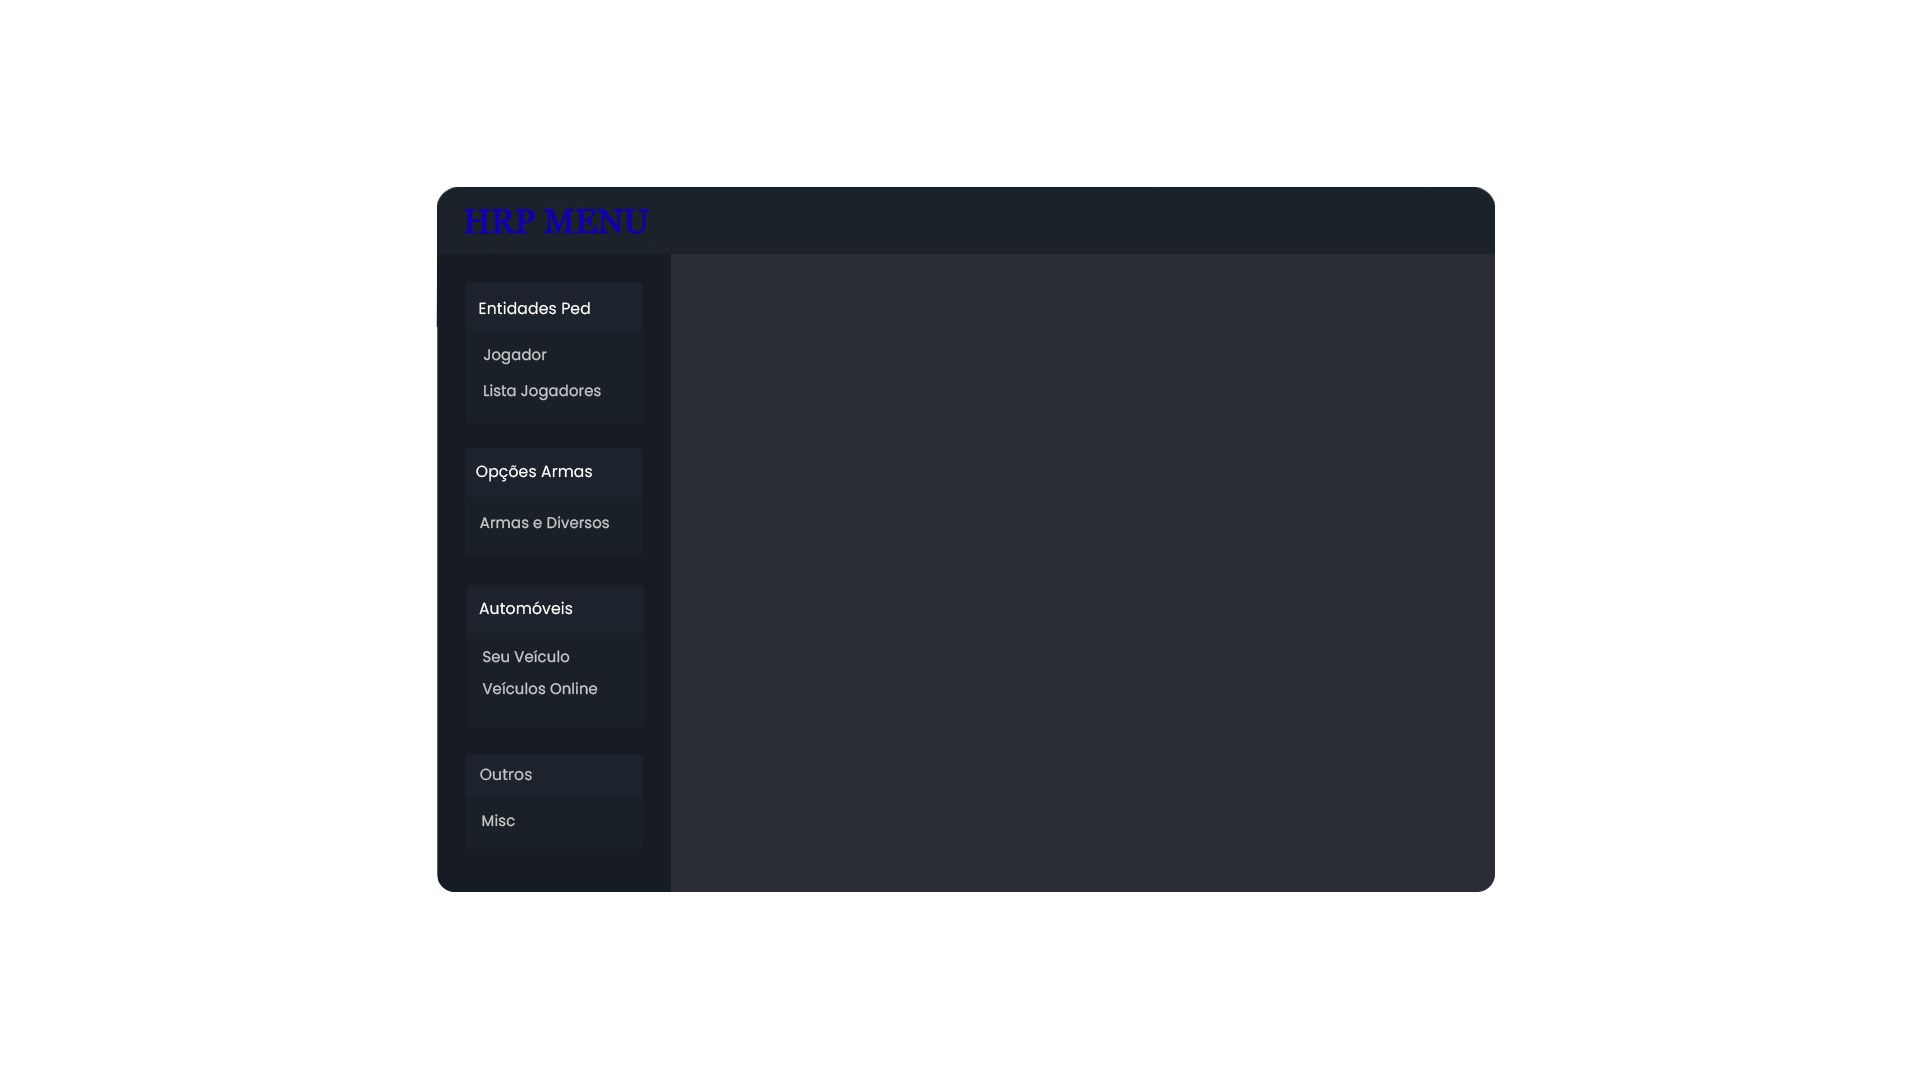 HRP MENU
Entidades Ped
Jogador
Lista Jogadores
Opções Armas
Armas e Diversos
Automóveis
Seu Veículo
Veículos Online
Outros
Misc